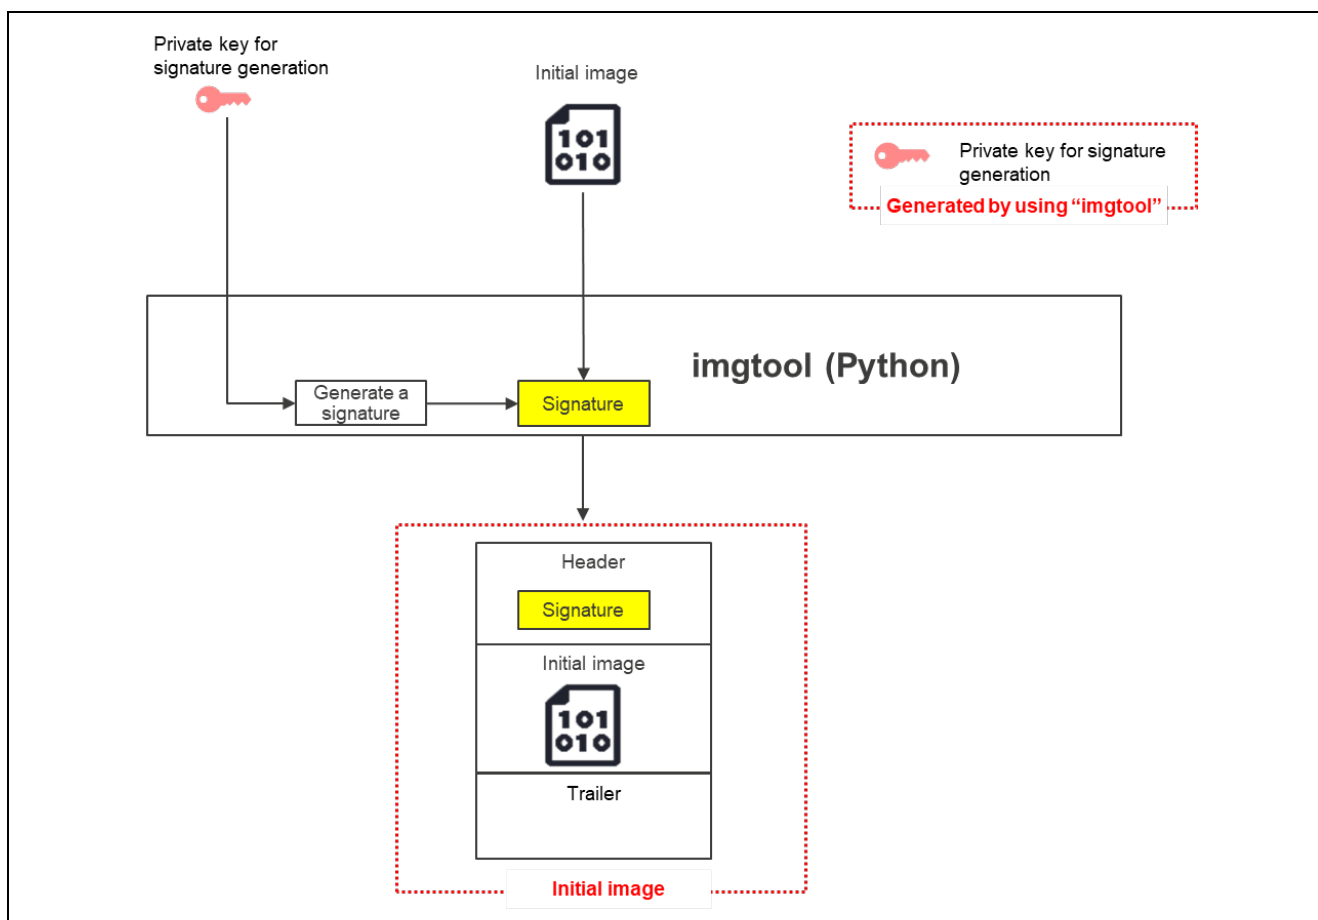 Private key for
signature generation
Initial image
101
010
Private key for signature
generation
Generated by using “imgtool”
imgtool (Python)
Generate a
signature
Signature
Header
Signature
Initial image
101
010
Trailer
Initial image